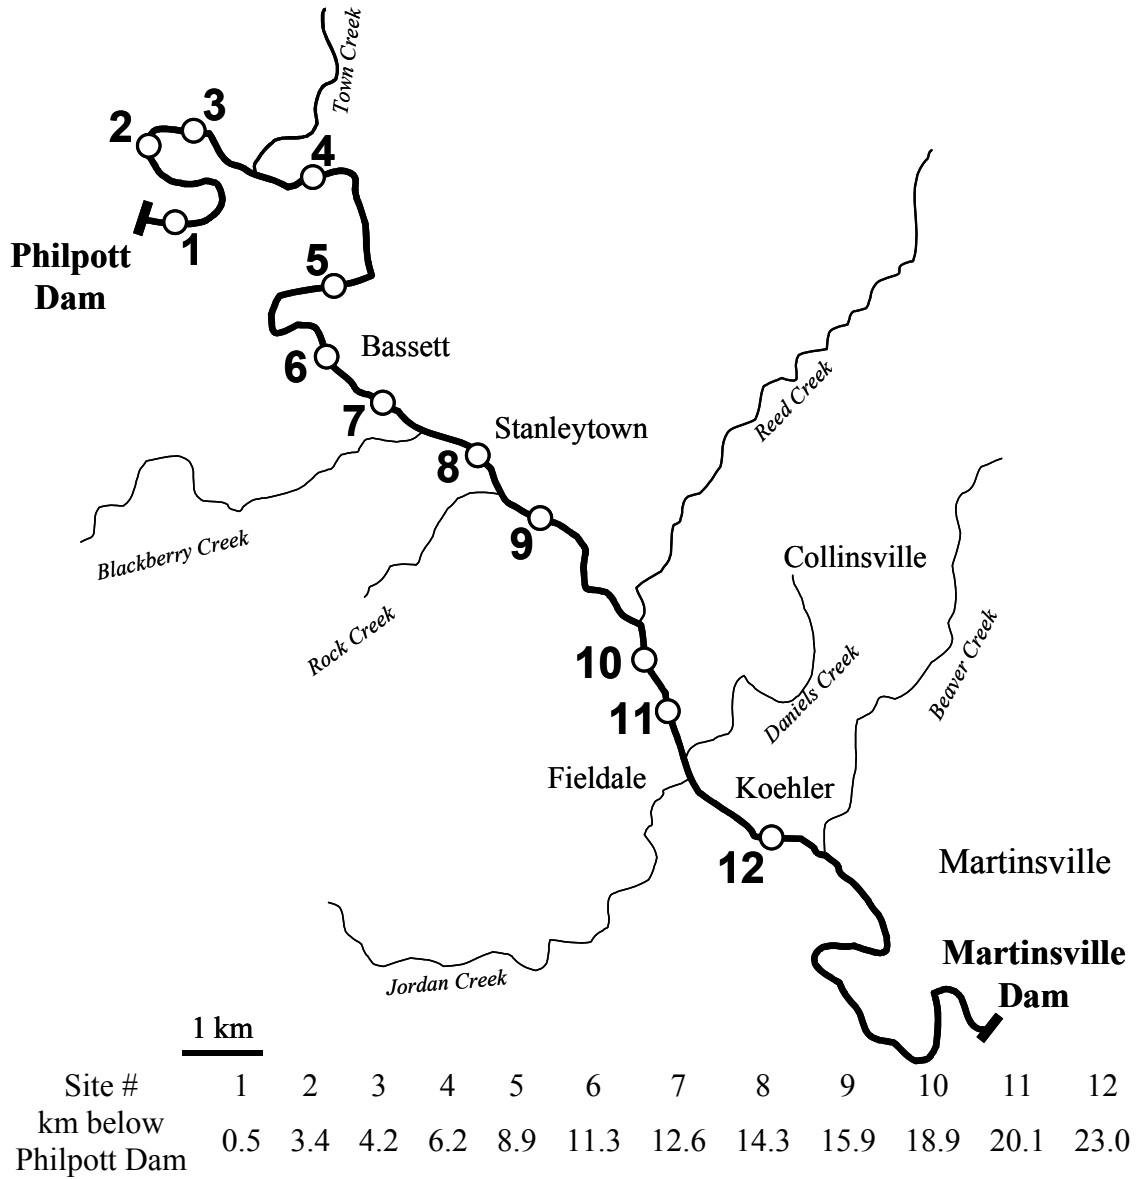 Town Creek
3
2
4
1
Philpott
Dam
5
Bassett
6
Reed Creek
7
Stanleytown
8
9
Blackberry Creek
Collinsville
Rock Creek
10
Beaver Creek
Daniels Creek
11
Fieldale
Koehler
12
Martinsville
Martinsville
Dam
Jordan Creek
1 km
Site # 1 2 3 4 5 6 7 8 9 10 11 12
km below
Philpott Dam 0.5 3.4 4.2 6.2 8.9 11.3 12.6 14.3 15.9 18.9 20.1 23.0